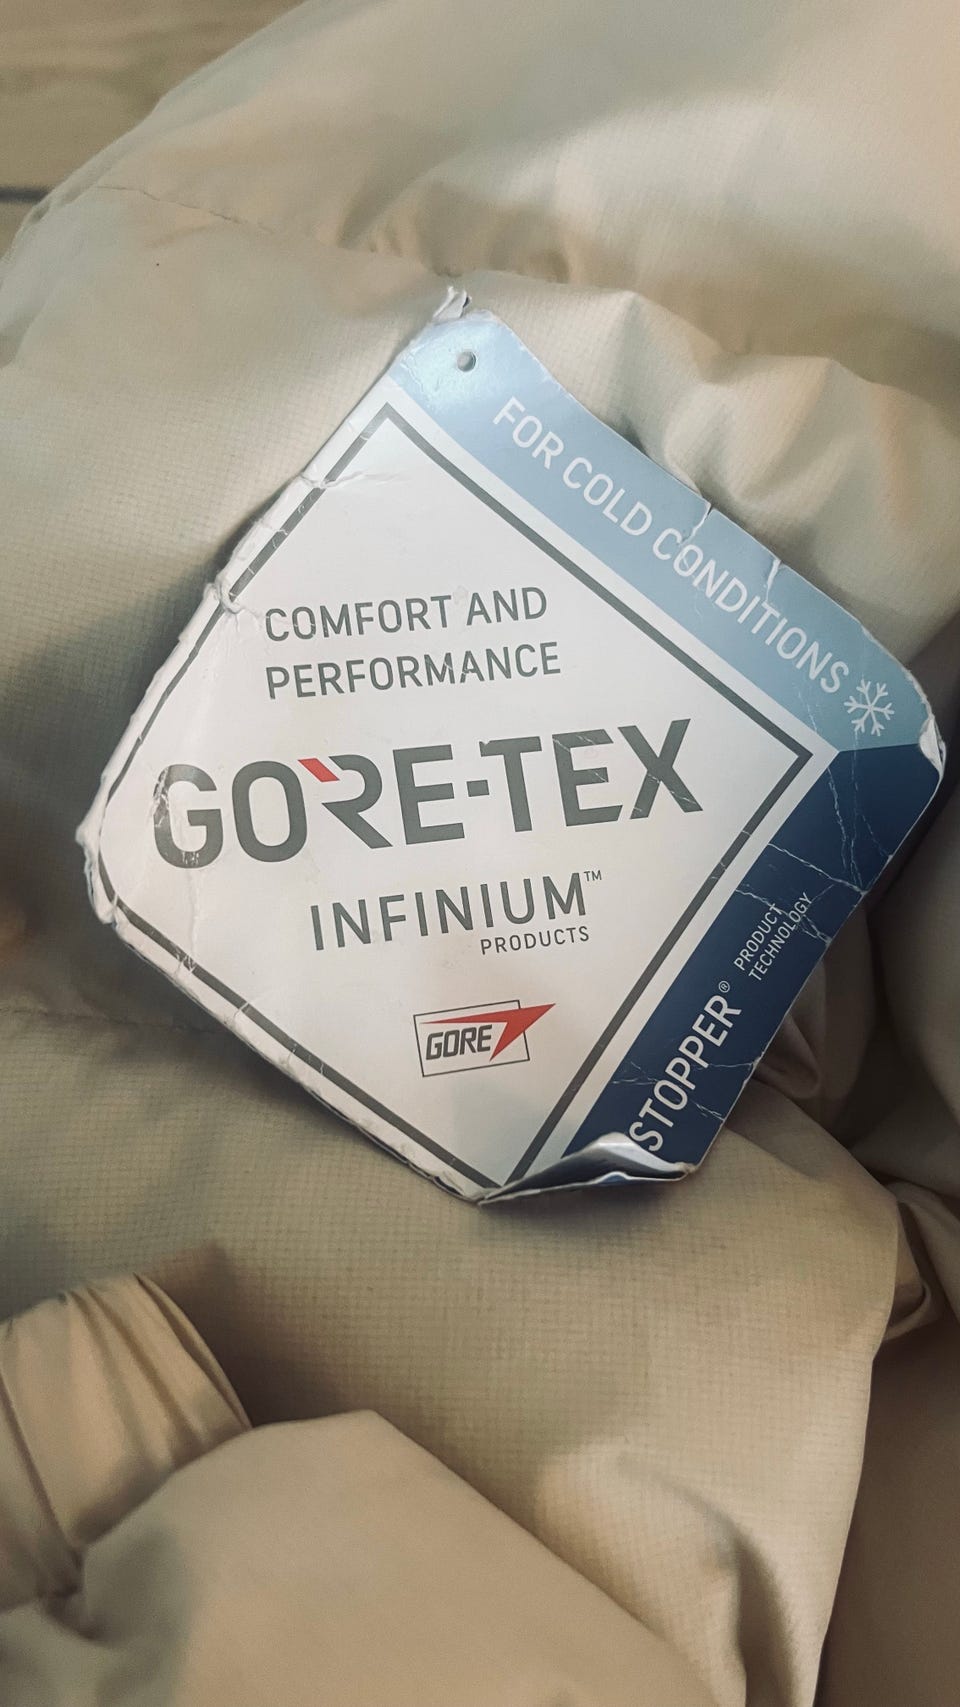 FOR COLD CONDITIONS
COMFORT AND
PERFORMANCE
GORE-TEX
INFINIUM™
PRODUCTS
GORE
STOPPER®
PRODUCT
TECHNOLOGY